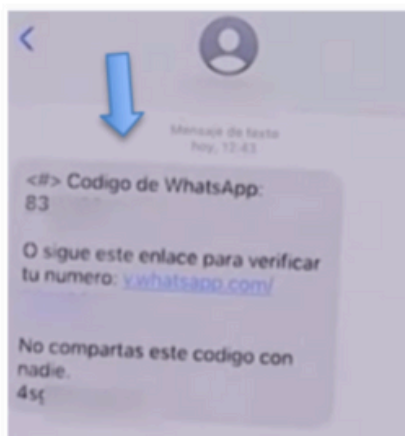 Mensaje de texto
hoy, 12:43
<#> Codigo de WhatsApp:
83
O sigue este enlace para verificar
tu numero: v.whatsapp.com/
No compartas este codigo con
nadie.
4sg